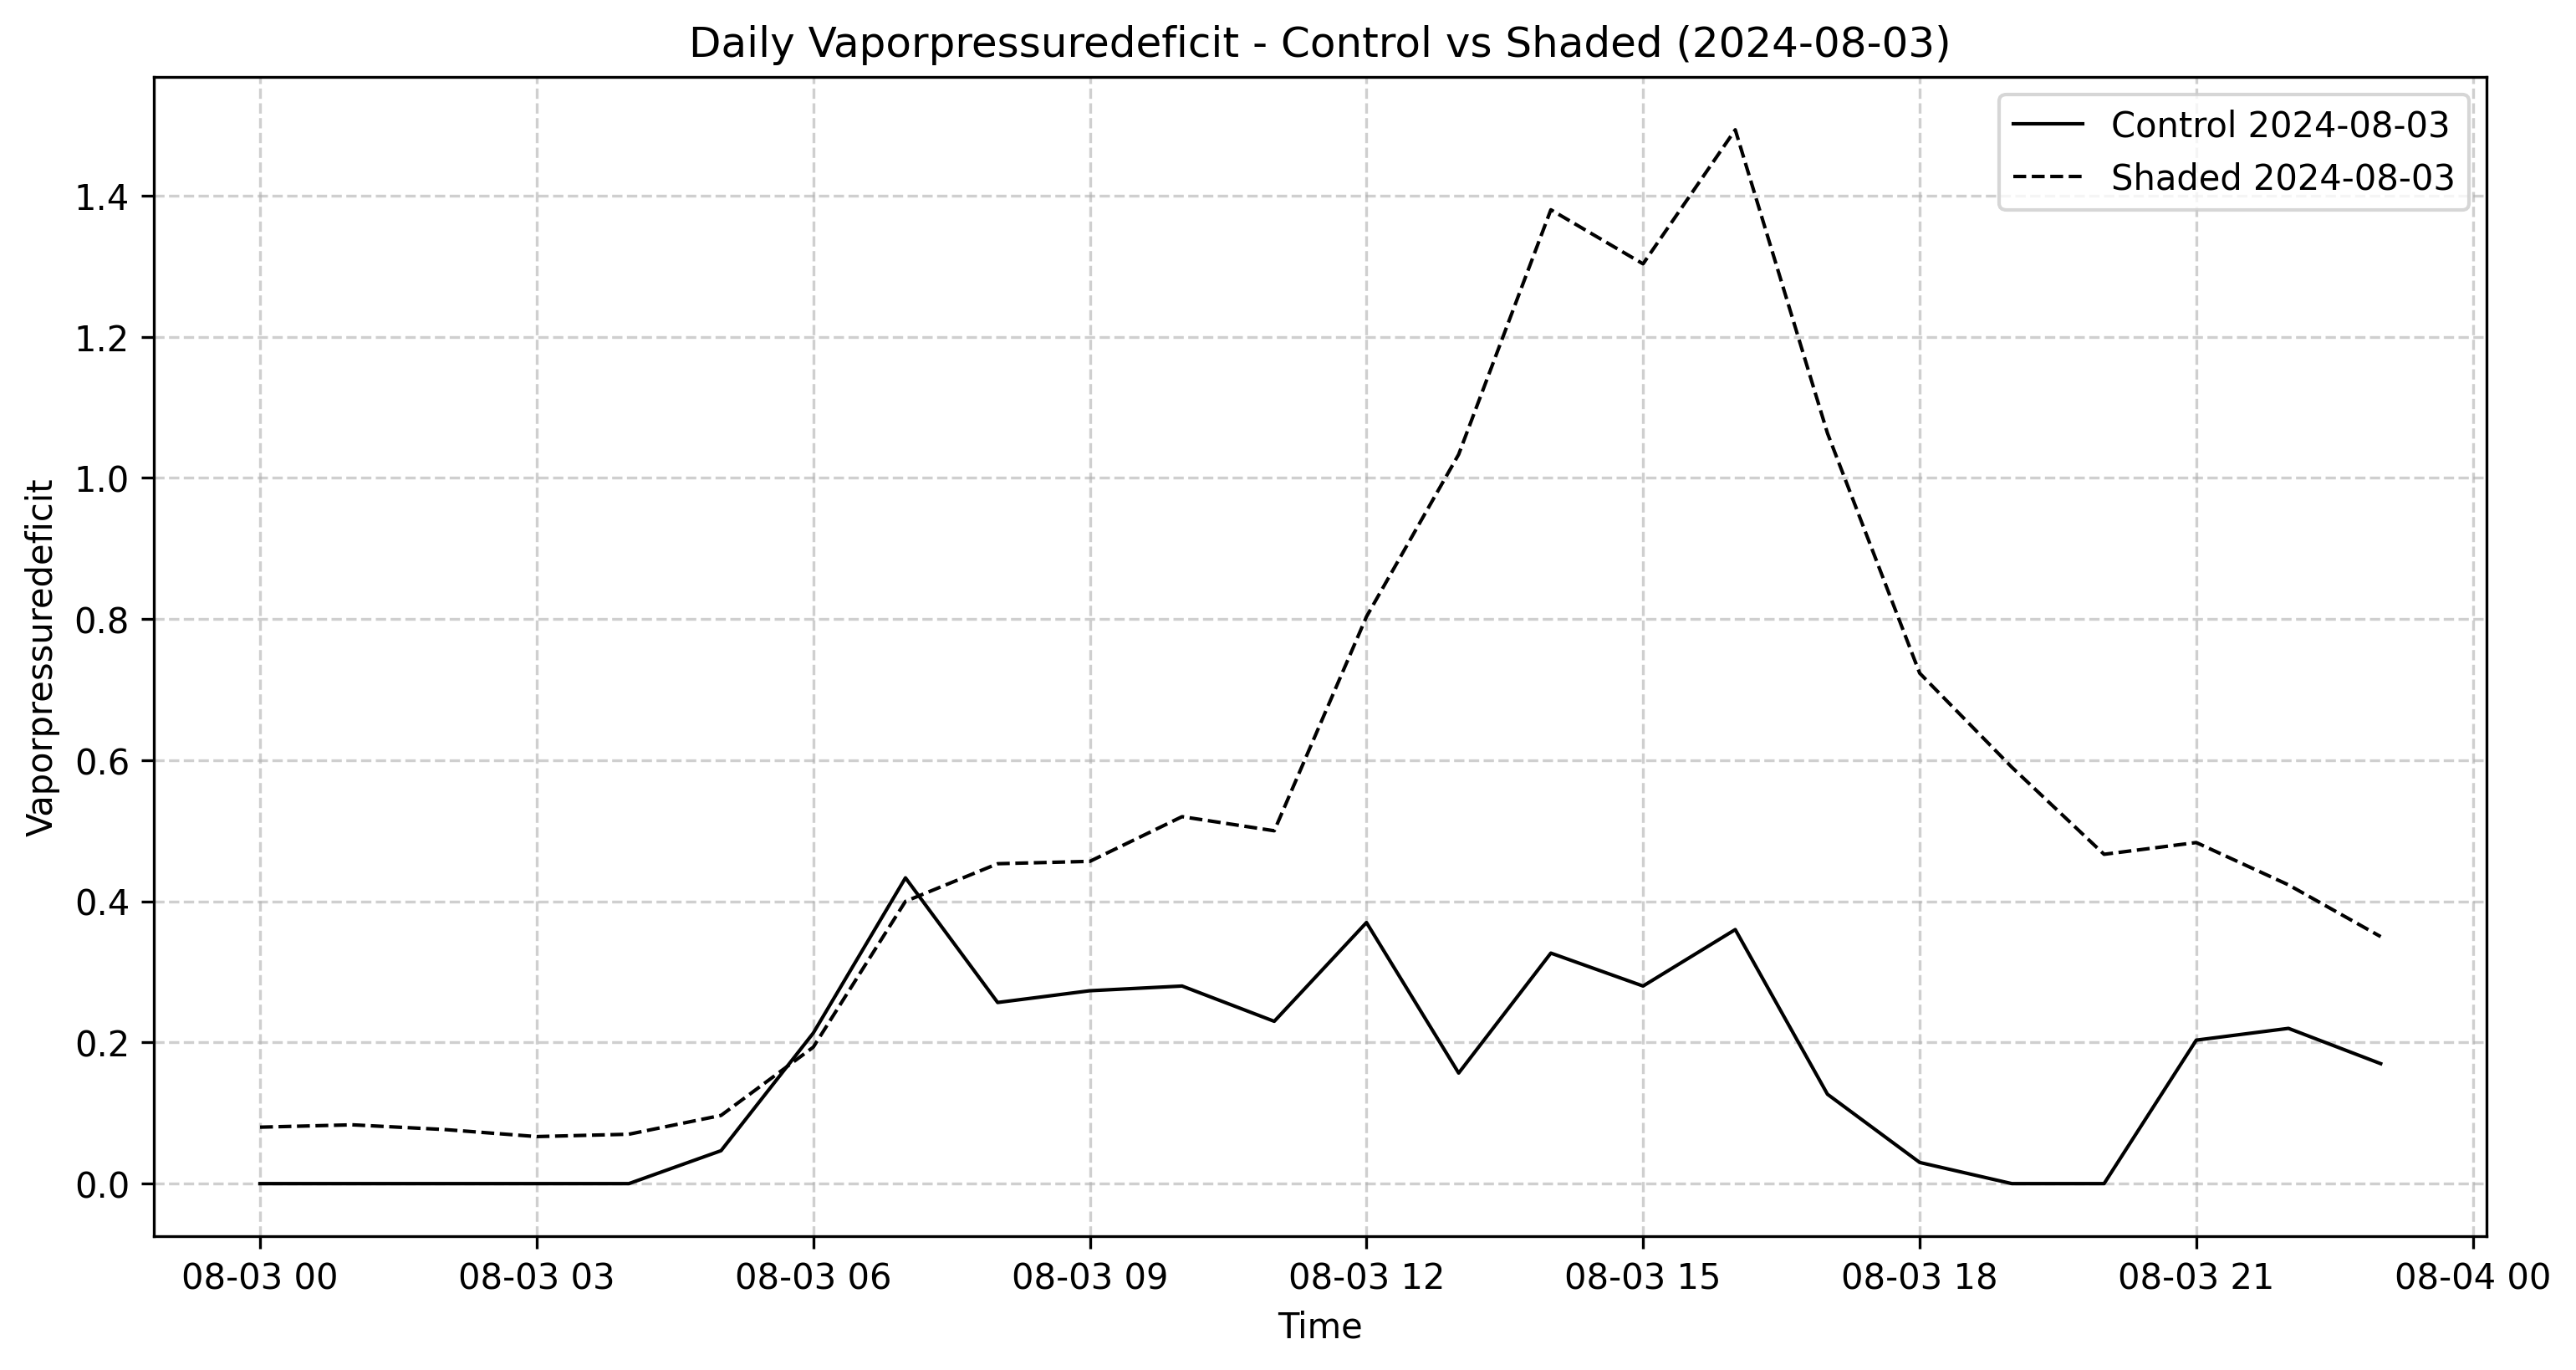 Daily Vaporpressuredeficit - Control vs Shaded (2024-08-03)
Control 2024-08-03
Shaded 2024-08-03
Vaporpressuredeficit
1.4
1.2
1.0
0.8
0.6
0.4
0.2
0.0
08-03 00 08-03 03 08-03 06 08-03 09 08-03 12 08-03 15 08-03 18 08-03 21 08-04 00
Time